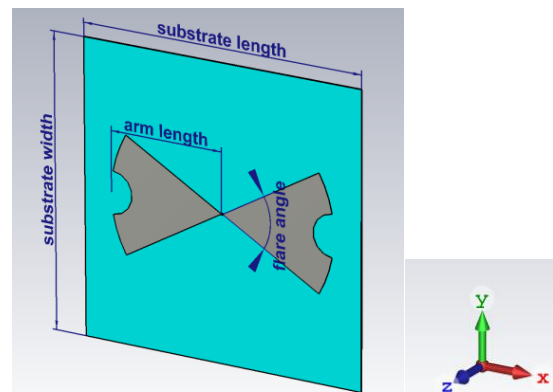 substrate length
arm length
substrate width
flare angle
y
x
z